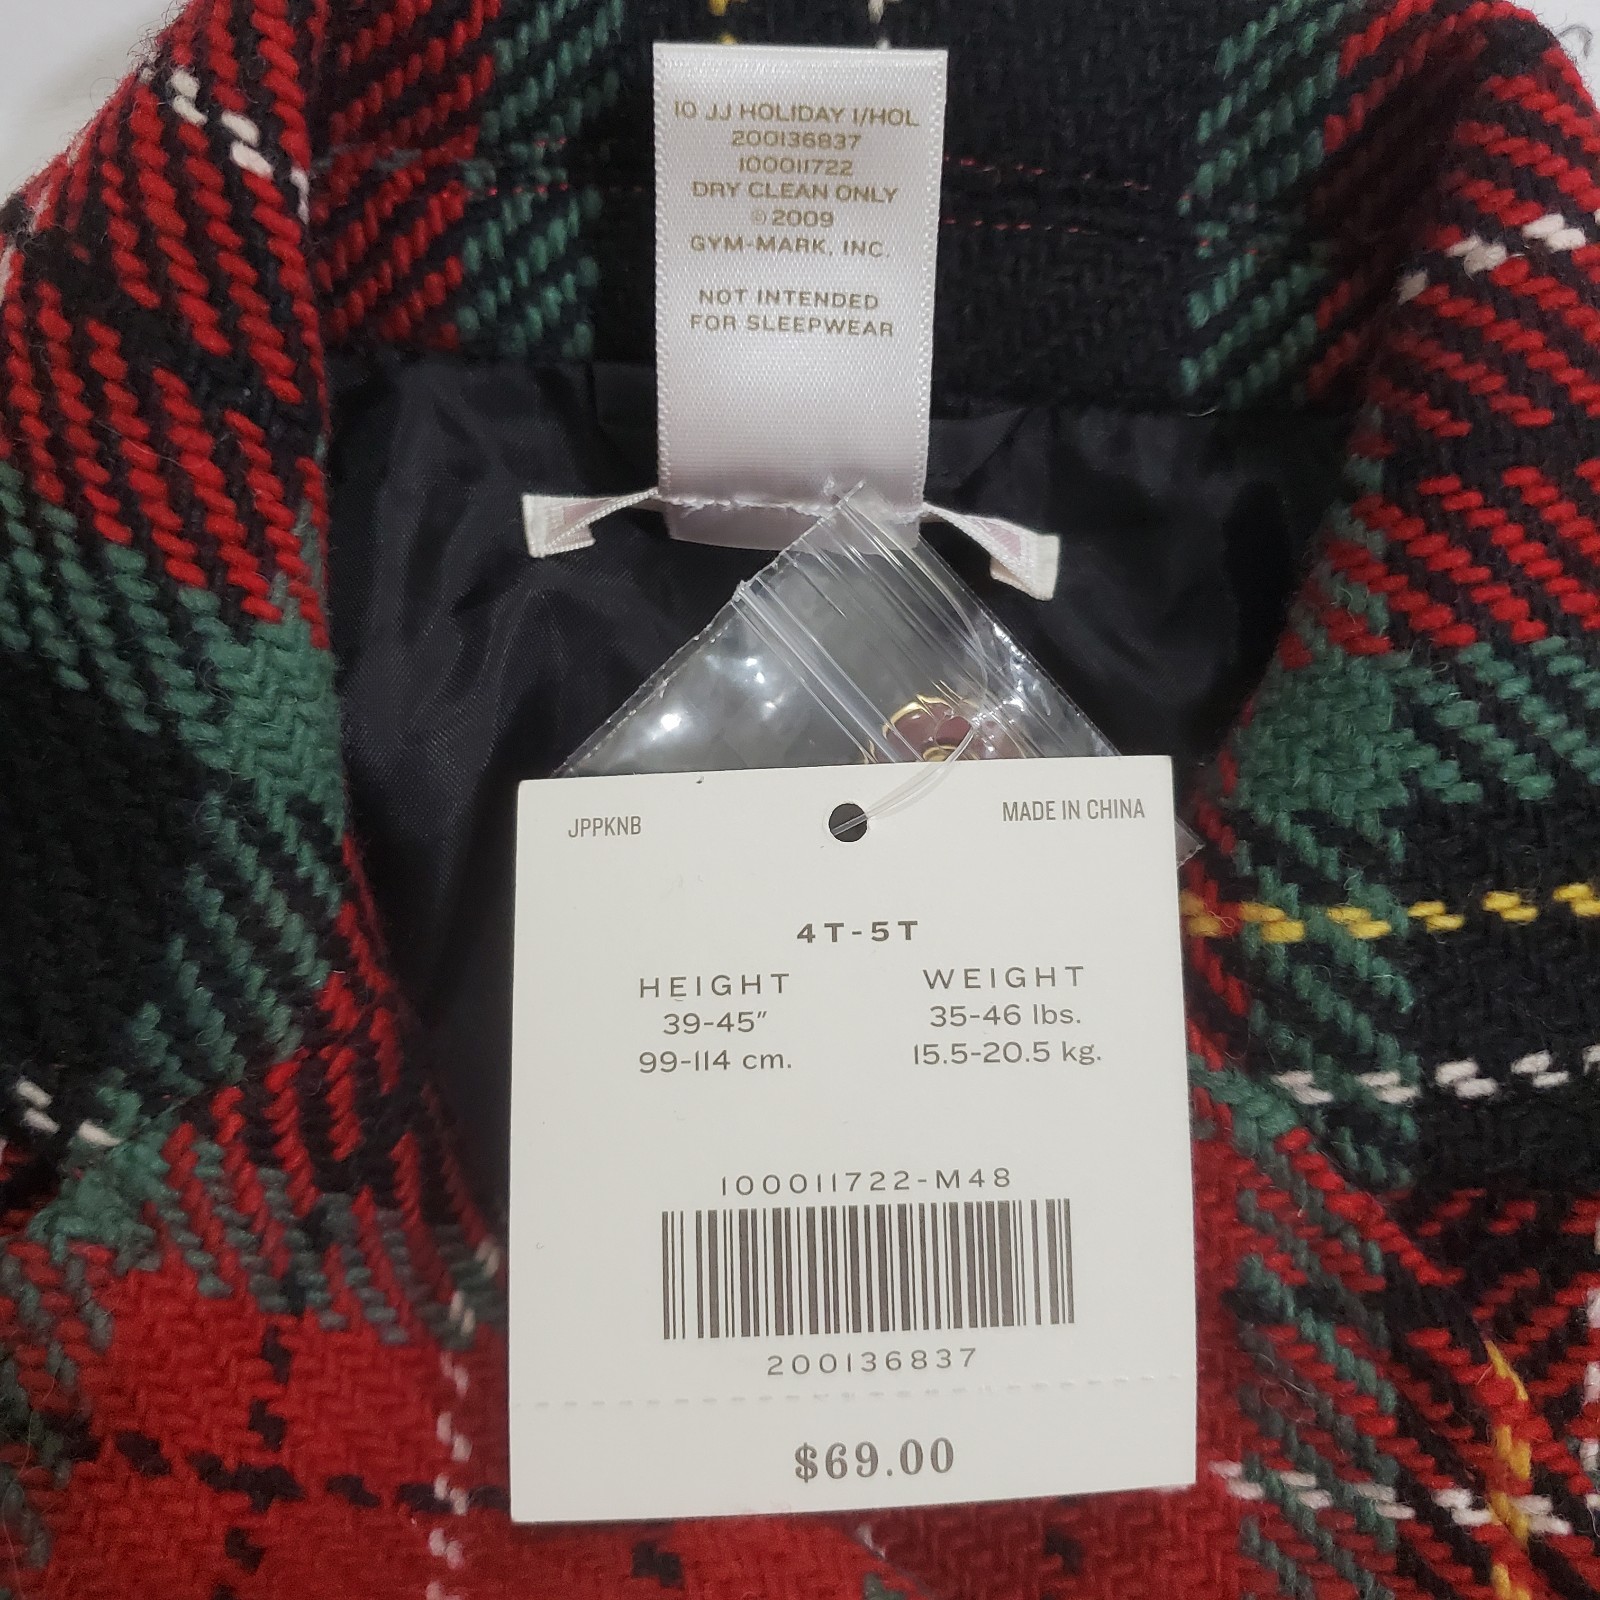 10 JJ HOLIDAY 1/HOL
200136837
100011722
DRY CLEAN ONLY
© 2009
GYM-MARK, INC.
NOT INTENDED
FOR SLEEPWEAR
JPPKNB
MADE IN CHINA
4T-5T
HEIGHT
39-45"
99-114 cm.
WEIGHT
35-46 lbs.
15.5-20.5 kg.
100011722-M48
200136837
$69.00